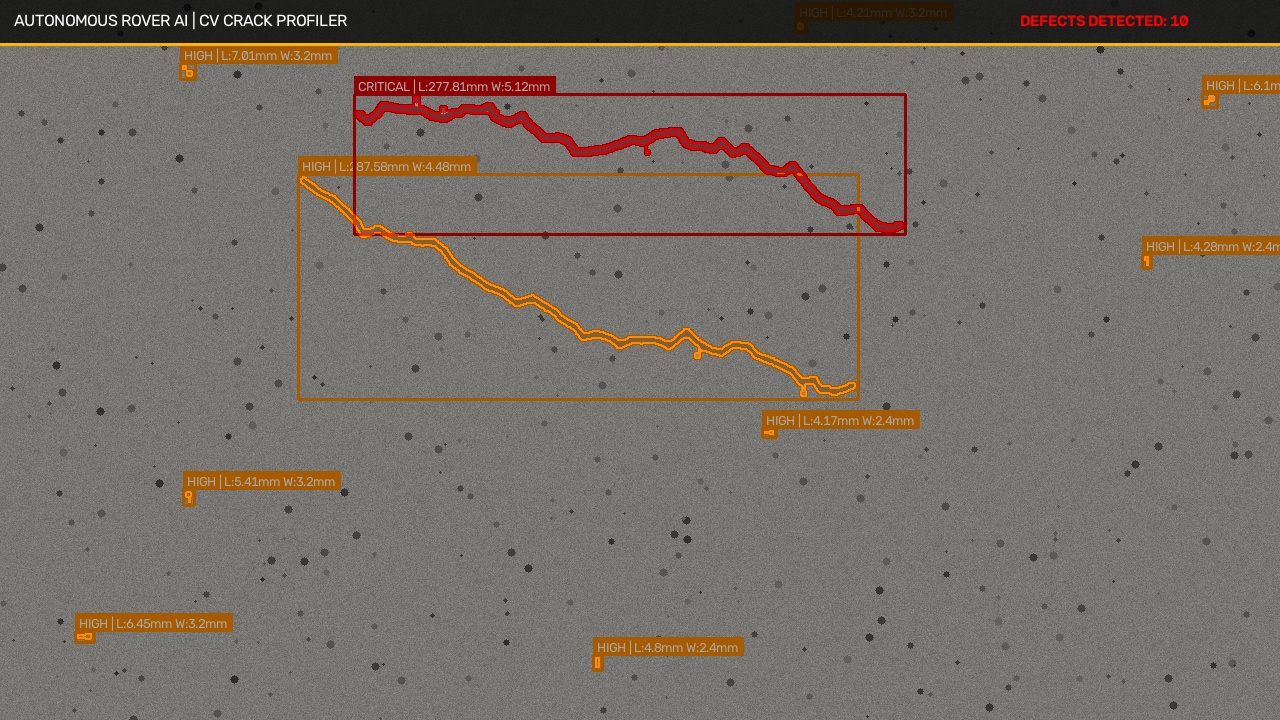 AUTONOMOUS ROVER AI | CV CRACK PROFILER
HIGH | L:4.21mm W:3.2mm
DEFECTS DETECTED: 10
HIGH | L:7.01mm W:3.2mm
CRITICAL | L:277.81mm W:5.12mm
HIGH | L:6.1m
HIGH | L:287.58mm W:4.48mm
HIGH | L:4.28mm W:2.4m
HIGH | L:4.17mm W:2.4mm
HIGH | L:5.41mm W:3.2mm
HIGH | L:6.45mm W:3.2mm
HIGH | L:4.8mm W:2.4mm